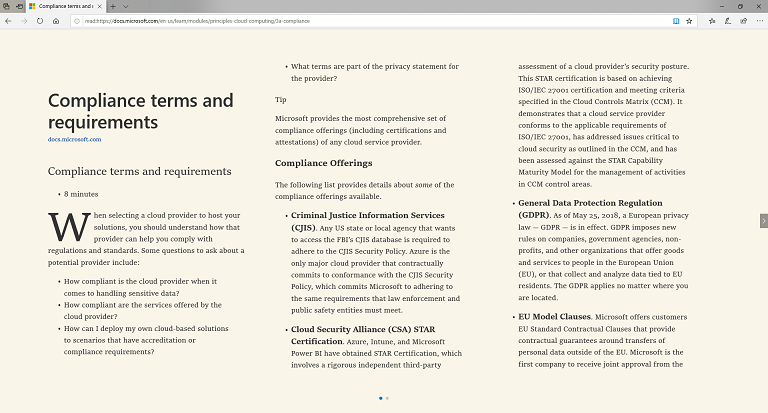 Compliance terms and r
read:https://docs.microsoft.com/en-us/learn/modules/principles-cloud-computing/3a-compliance
Compliance terms and
requirements
docs.microsoft.com
Compliance terms and requirements
• 8 minutes
When selecting a cloud provider to host your
solutions, you should understand how that
provider can help you comply with
regulations and standards. Some questions to ask about a
potential provider include:
• How compliant is the cloud provider when it
comes to handling sensitive data?
• How compliant are the services offered by the
cloud provider?
• How can I deploy my own cloud-based solutions
to scenarios that have accreditation or
compliance requirements?
• What terms are part of the privacy statement for
the provider?
Tip
Microsoft provides the most comprehensive set of
compliance offerings (including certifications and
attestations) of any cloud service provider.
Compliance Offerings
The following list provides details about some of the
compliance offerings available.
• Criminal Justice Information Services
(CJIS). Any US state or local agency that wants
to access the FBI's CJIS database is required to
adhere to the CJIS Security Policy. Azure is the
only major cloud provider that contractually
commits to conformance with the CJIS Security
Policy, which commits Microsoft to adhering to
the same requirements that law enforcement and
public safety entities must meet.
• Cloud Security Alliance (CSA) STAR
Certification. Azure, Intune, and Microsoft
Power BI have obtained STAR Certification, which
involves a rigorous independent third-party
assessment of a cloud provider's security posture.
This STAR certification is based on achieving
ISO/IEC 27001 certification and meeting criteria
specified in the Cloud Controls Matrix (CCM). It
demonstrates that a cloud service provider
conforms to the applicable requirements of
ISO/IEC 27001, has addressed issues critical to
cloud security as outlined in the CCM, and has
been assessed against the STAR Capability
Maturity Model for the management of activities
in CCM control areas.
• General Data Protection Regulation
(GDPR). As of May 25, 2018, a European privacy
law — GDPR — is in effect. GDPR imposes new
rules on companies, government agencies, non-
profits, and other organizations that offer goods
and services to people in the European Union
(EU), or that collect and analyze data tied to EU
residents. The GDPR applies no matter where you
are located.
• EU Model Clauses. Microsoft offers customers
EU Standard Contractual Clauses that provide
contractual guarantees around transfers of
personal data outside of the EU. Microsoft is the
first company to receive joint approval from the